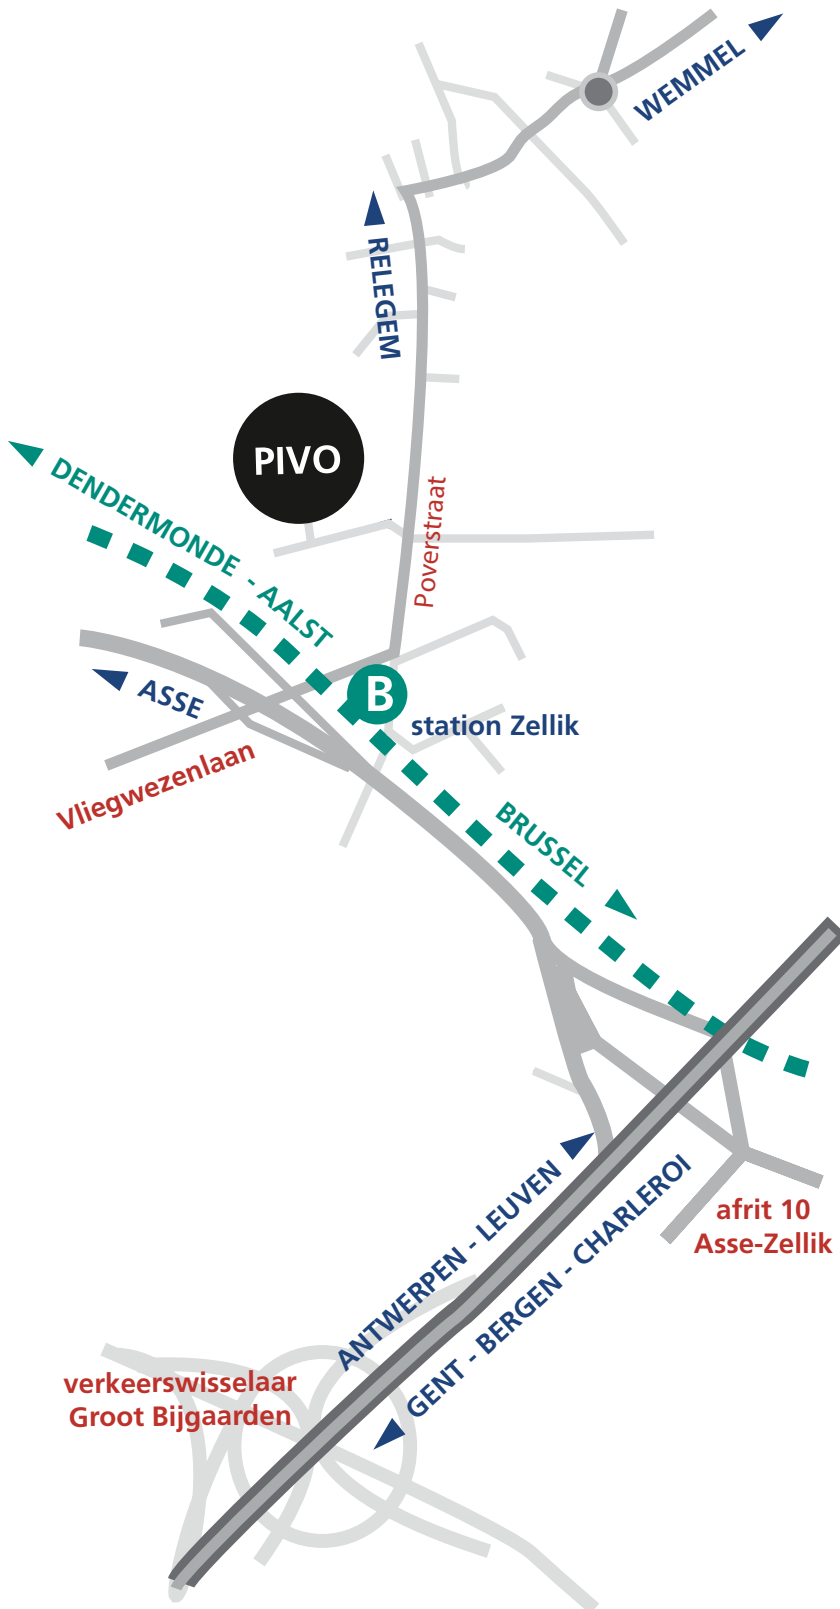 WEMMEL
RELEGEM
PIVO
DENDERMONDE - AALST
Poverstraat
ASSE
B
station Zellik
Vliegwezenlaan
BRUSSEL
ANTWERPEN - LEUVEN
GENT - BERGEN - CHARLEROI
afrit 10
Asse-Zellik
verkeerswisselaar
Groot Bijgaarden